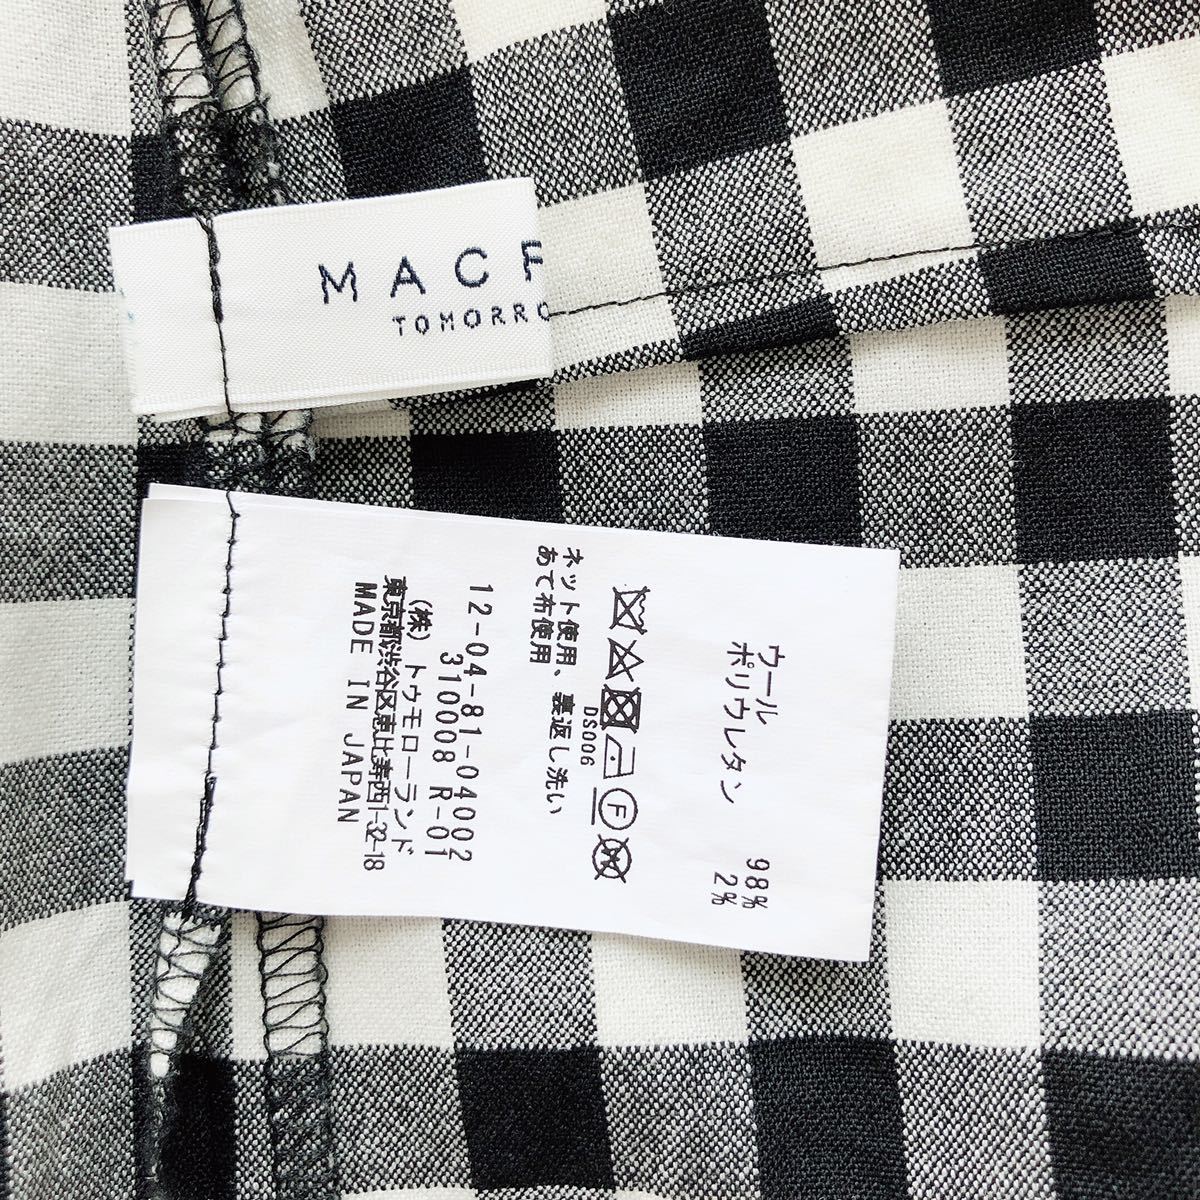 MACP
TOMORRO
ウール 98%
ポリウレタン 2%
F
DS006
ネット使用、裏返し洗い
あて布使用
12-04-81-04002
310008 R-01
(株)トゥモローランド
東京都渋谷区恵比寿西1-32-18
MADE IN JAPAN